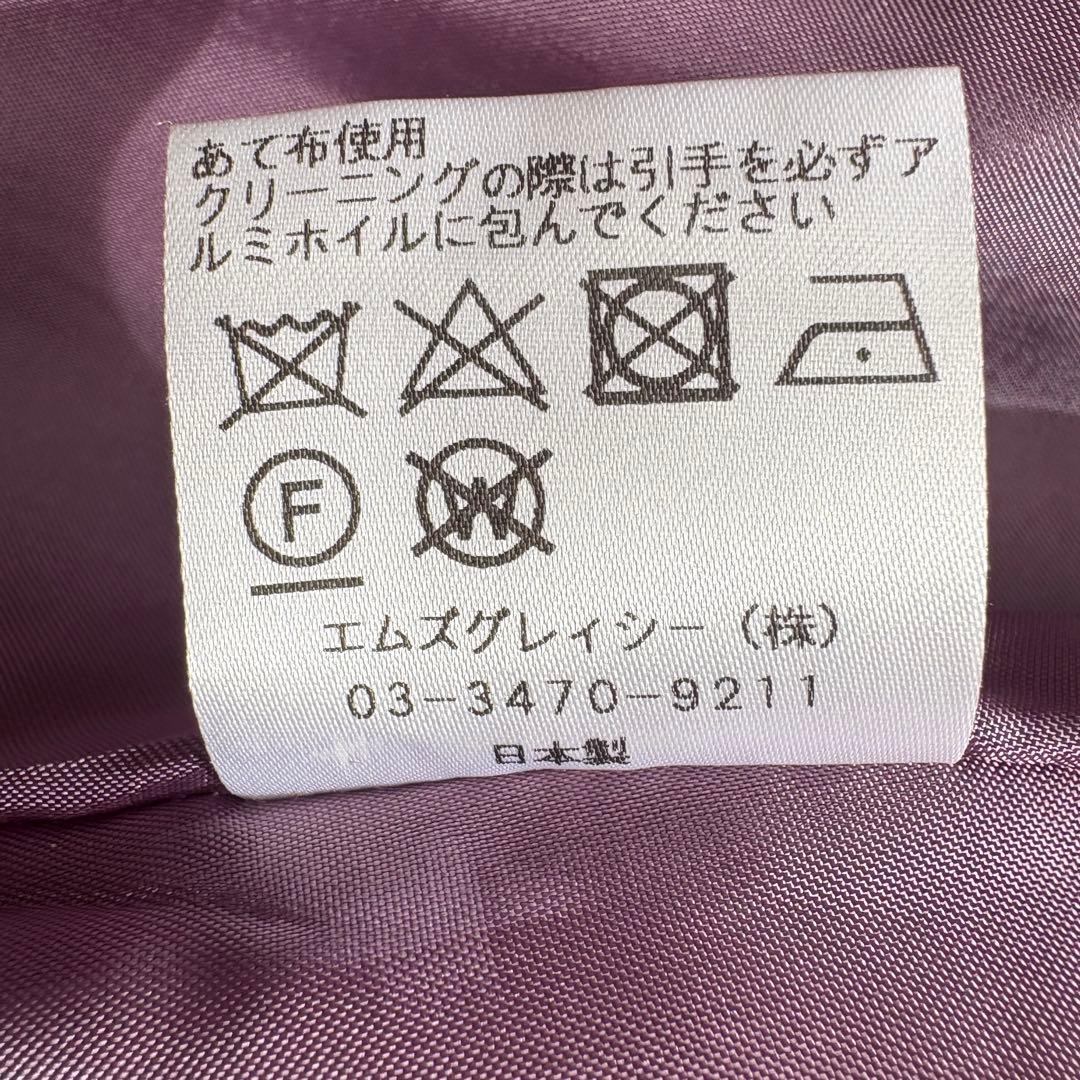 あて布使用
クリーニングの際は引手を必ずア
ルミホイルに包んでください
F
W
エムズグレィシー（株）
03-3470-9211
日本製